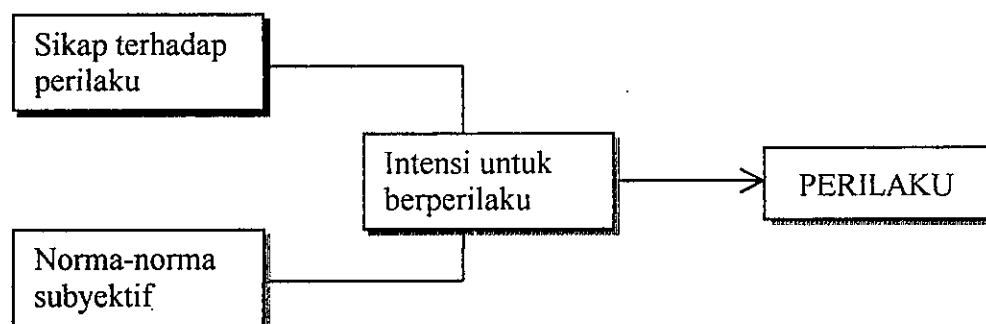 Sikap terhadap
perilaku
Intensi untuk
berperilaku
PERILAKU
Norma-norma
subyektif